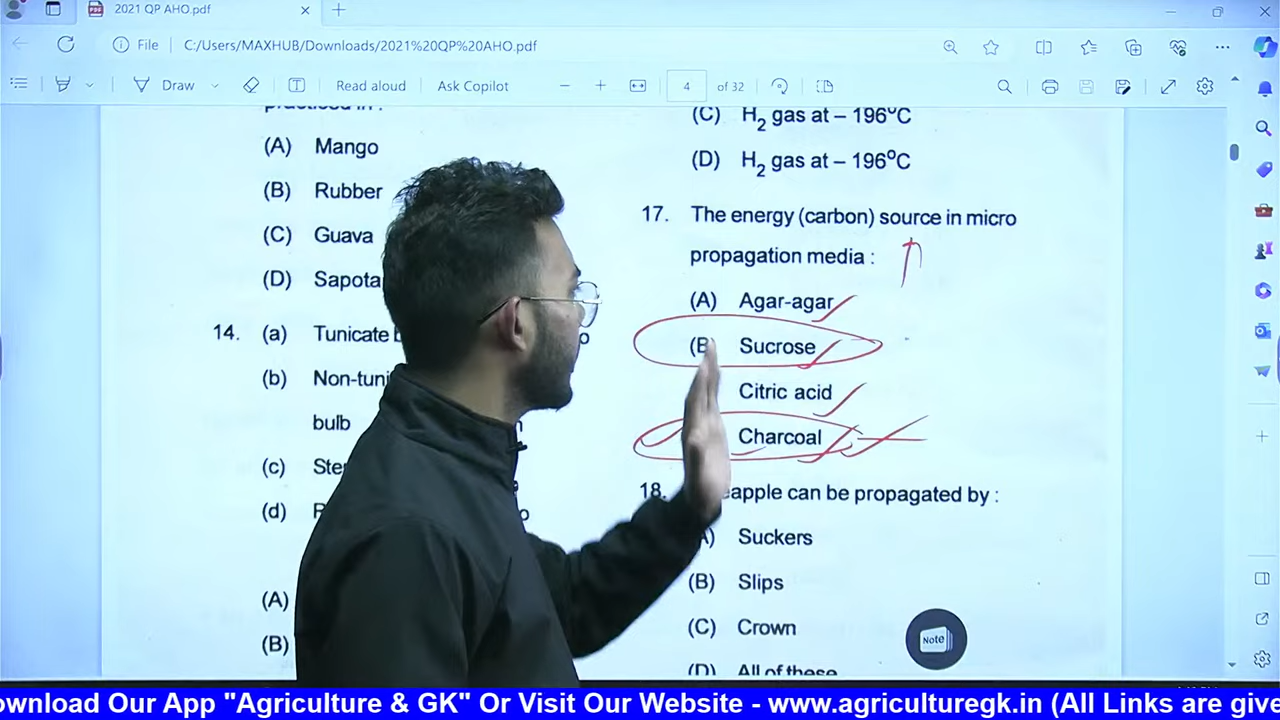 2021 QP AHO.pdf
File
C:/Users/MAXHUB/Downloads/2021%20QP%20AHO.pdf
Draw
Read aloud
Ask Copilot
4 of 32
practiced in :
(A) Mango
(B) Rubber
(C) Guava
(D) Sapota
14. (a) Tunicate
(b) Non-tuni
bulb
(c) Ste
(d)
(A)
(B)
(C) H2 gas at – 196°C
(D) H2 gas at – 196°C
17. The energy (carbon) source in micro
propagation media :
(A) Agar-agar
(B) Sucrose
Citric acid
Charcoal
18. eapple can be propagated by :
A) Suckers
(B) Slips
(C) Crown
(D) All of these
Note
ownload Our App "Agriculture & GK" Or Visit Our Website - www.agriculturegk.in (All Links are give